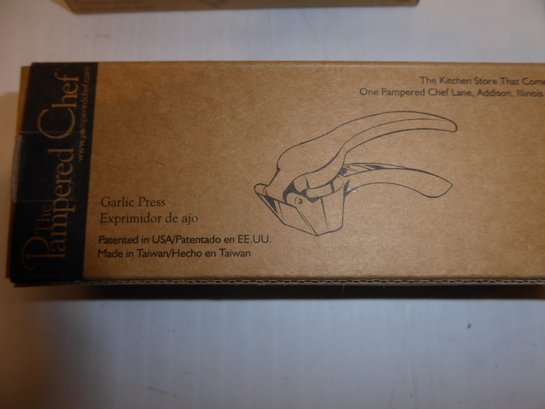 The
Pampered Chef®
www.pamperedchef.com
The Kitchen Store That Come
One Pampered Chef Lane, Addison, Illinois
Garlic Press
Exprimidor de ajo
Patented in USA/Patentado en EE.UU.
Made in Taiwan/Hecho en Taiwan